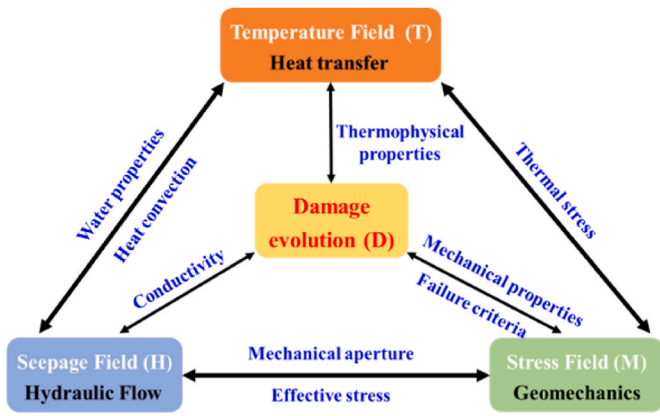 Temperature Field (T)
Heat transfer
Thermophysical
properties
Water properties
Heat convection
Thermal stress
Damage
evolution (D)
Conductivity
Mechanical properties
Failure criteria
Seepage Field (H)
Hydraulic Flow
Mechanical aperture
Effective stress
Stress Field (M)
Geomechanics